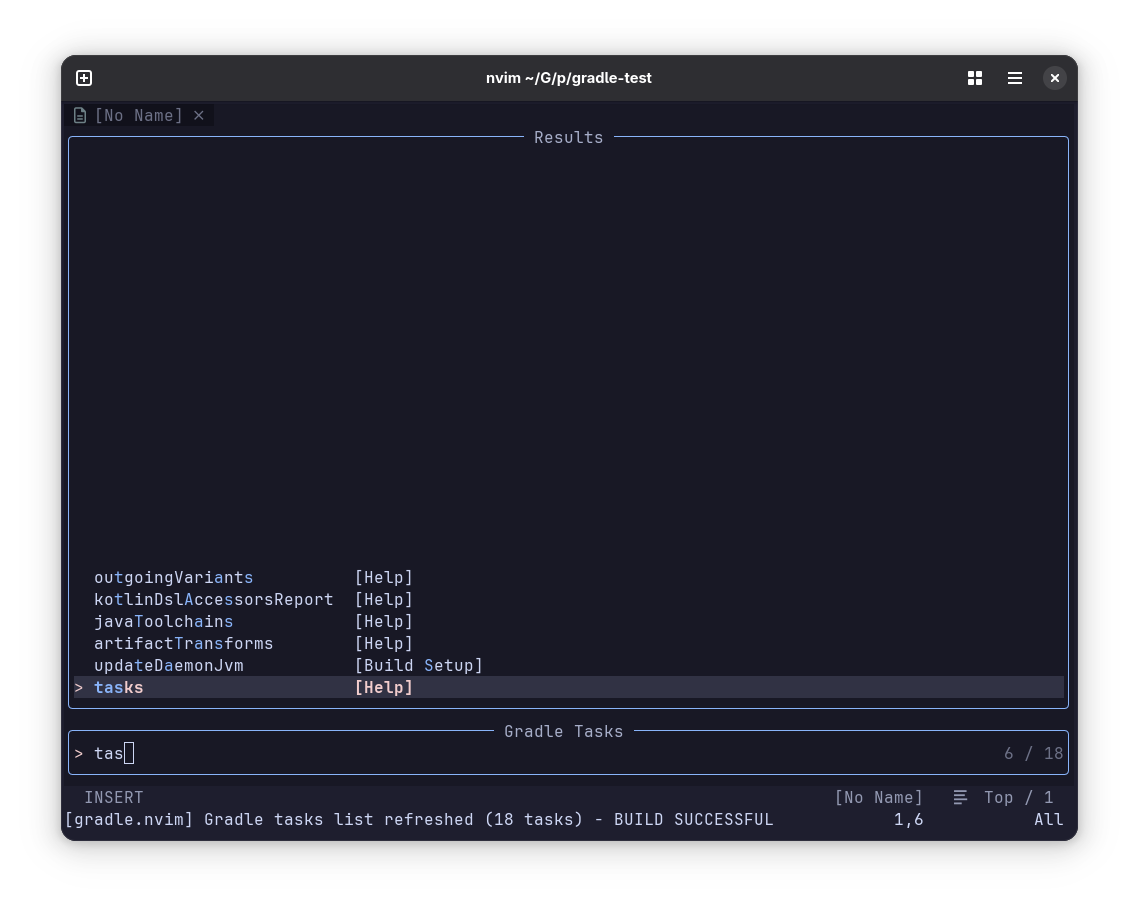 nvim ~/G/p/gradle-test
[No Name]
Results
outgoingVariants [Help]
kotlinDslAccessorsReport [Help]
javaToolchains [Help]
artifactTransforms [Help]
updateDaemonJvm [Build Setup]
> tasks [Help]
Gradle Tasks
> tas 6 / 18
INSERT [No Name] Top / 1
[gradle.nvim] Gradle tasks list refreshed (18 tasks) - BUILD SUCCESSFUL 1,6 All